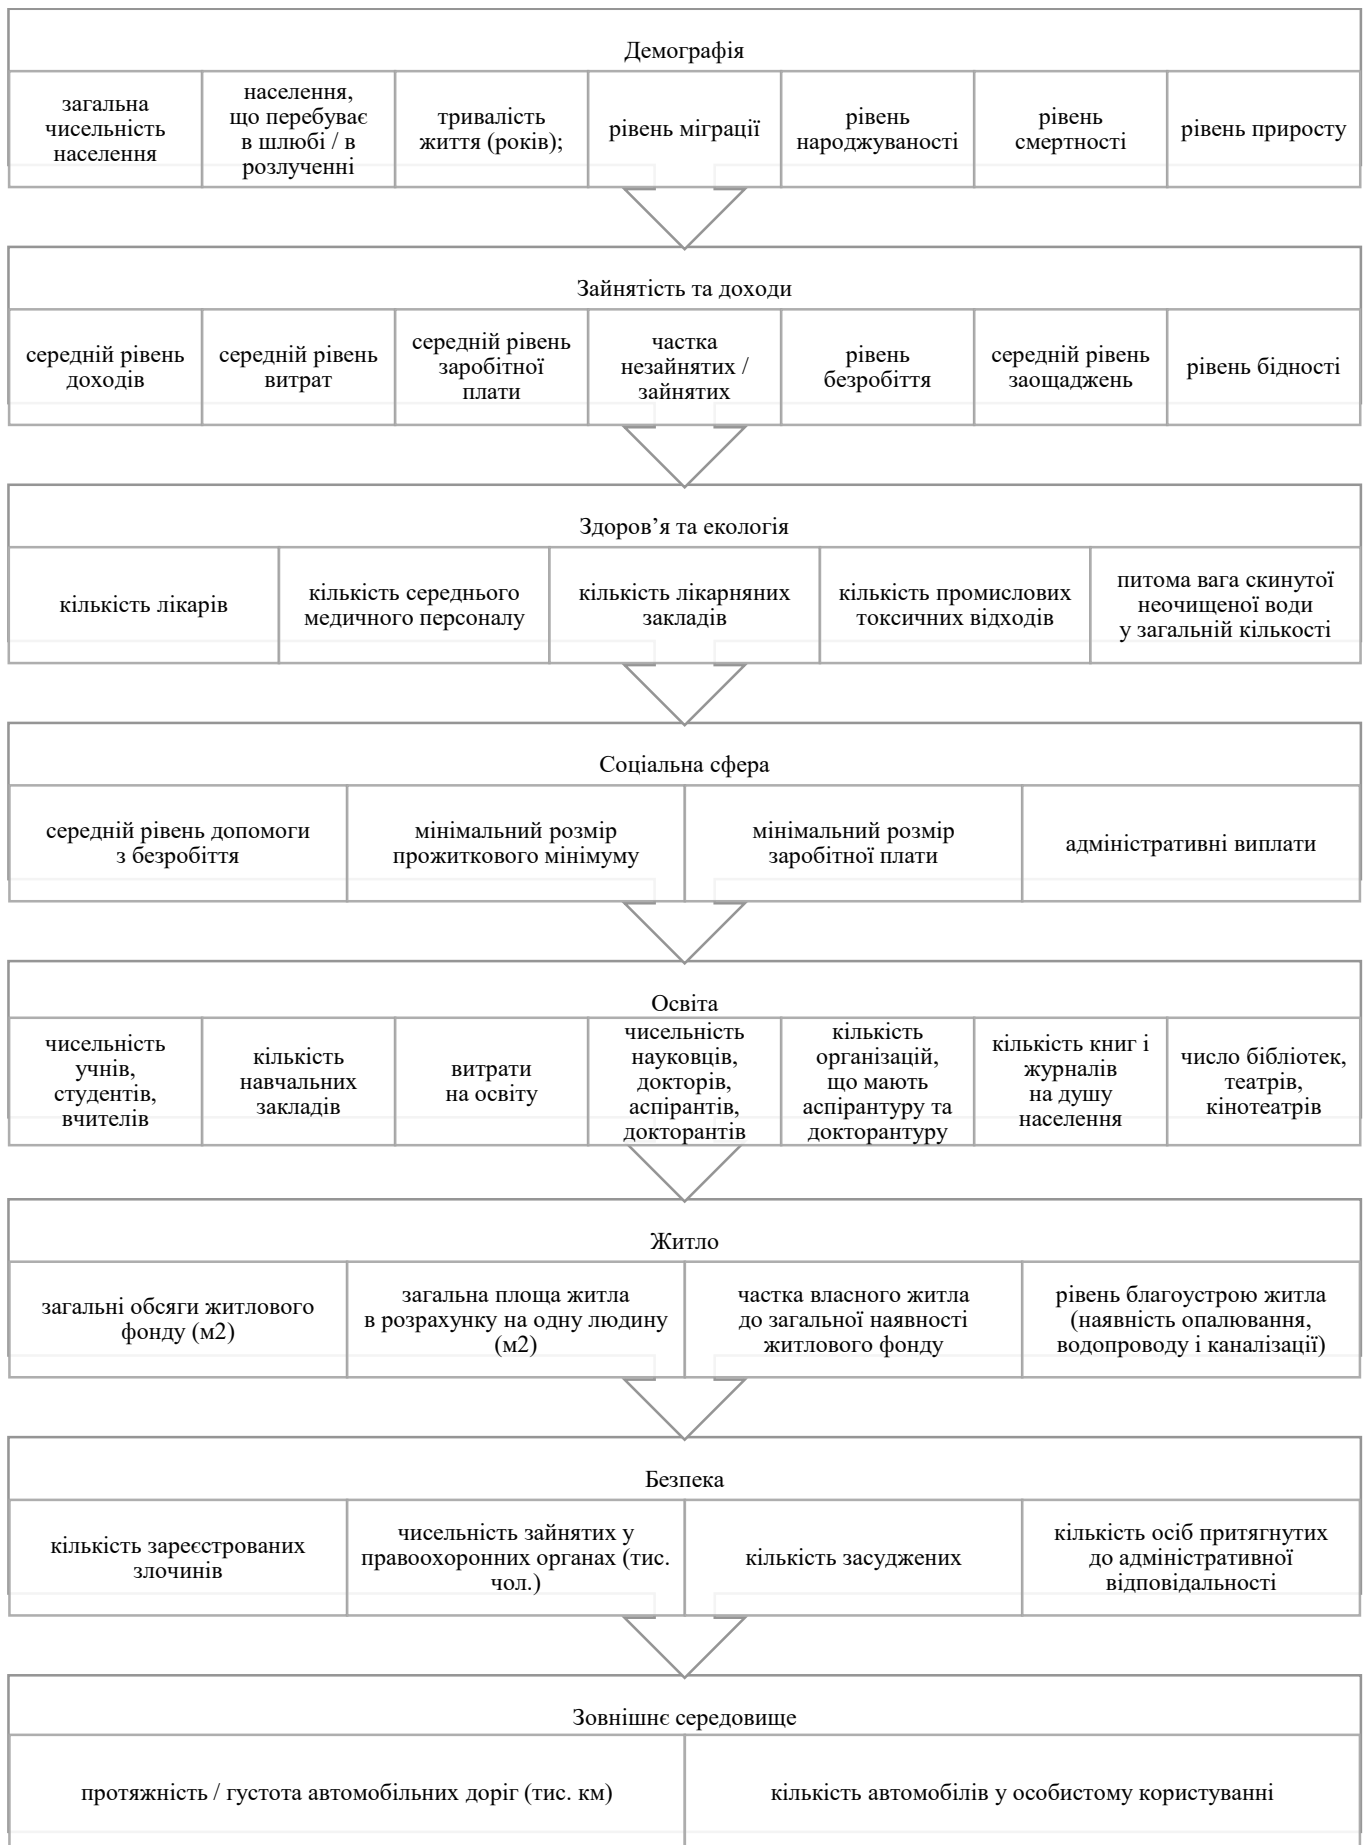 Демографія
загальна
чисельність
населення
населення,
що перебуває
в шлюбі / в
розлученні
тривалість
життя (років);
рівень міграції
рівень
народжуваності
рівень
смертності
рівень приросту
Зайнятість та доходи
середній рівень
доходів
середній рівень
витрат
середній рівень
заробітної
плати
частка
незайнятих /
зайнятих
рівень
безробіття
середній рівень
заощаджень
рівень бідності
Здоров’я та екологія
кількість лікарів
кількість середнього
медичного персоналу
кількість лікарняних
закладів
кількість промислових
токсичних відходів
питома вага скинутої
неочищеної води
у загальній кількості
Соціальна сфера
середній рівень допомоги
з безробіття
мінімальний розмір
прожиткового мінімуму
мінімальний розмір
заробітної плати
адміністративні виплати
Освіта
чисельність
учнів,
студентів,
вчителів
кількість
навчальних
закладів
витрати
на освіту
чисельність
науковців,
докторів,
аспірантів,
докторантів
кількість
організацій,
що мають
аспірантуру та
докторантуру
кількість книг і
журналів
на душу
населення
число бібліотек,
театрів,
кінотеатрів
Житло
загальні обсяги житлового
фонду (м2)
загальна площа житла
в розрахунку на одну людину
(м2)
частка власного житла
до загальної наявності
житлового фонду
рівень благоустрою житла
(наявність опалювання,
водопроводу і каналізації)
Безпека
кількість зареєстрованих
злочинів
чисельність зайнятих у
правоохоронних органах (тис.
чол.)
кількість засуджених
кількість осіб притягнутих
до адміністративної
відповідальності
Зовнішнє середовище
протяжність / густота автомобільних доріг (тис. км)
кількість автомобілів у особистому користуванні